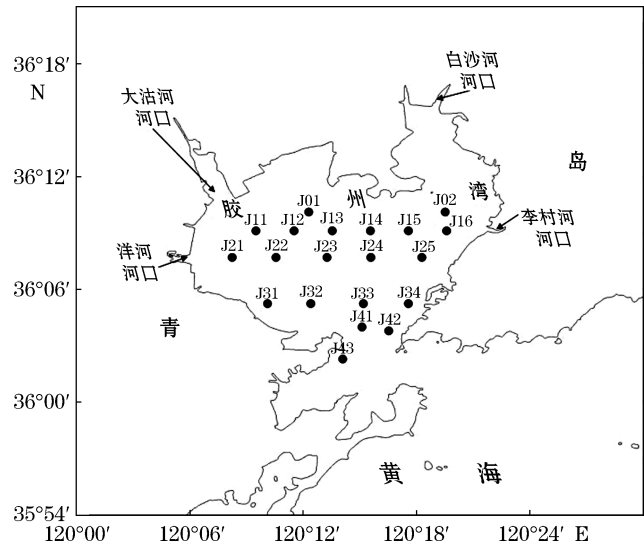 36°18′
N
白沙河
河口
大沽河
河口
36°12′
岛
胶
州
湾
J01
J02
J11
J12
J13
J14
J15
J16
李村河
河口
洋河
河口
J21
J22
J23
J24
J25
36°06′
J31
J32
J33
J34
J41
J42
青
J43
36°00′
黄
海
35°54′
120°00′
120°06′
120°12′
120°18′
120°24′ E